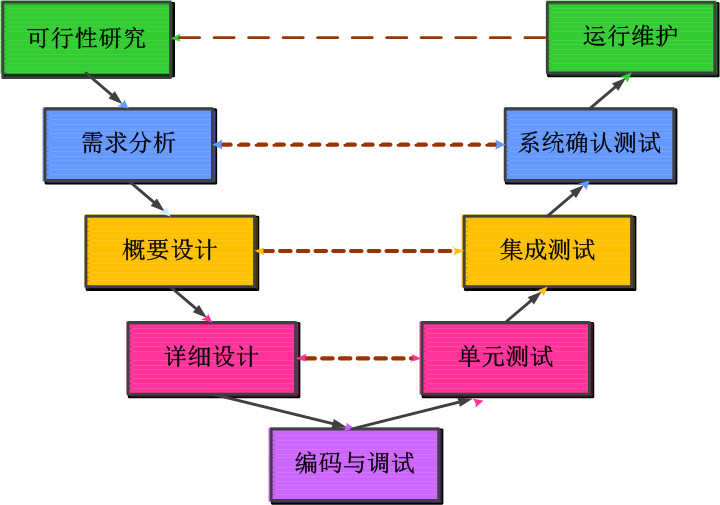 可行性研究
运行维护
需求分析
系统确认测试
概要设计
集成测试
详细设计
单元测试
编码与调试